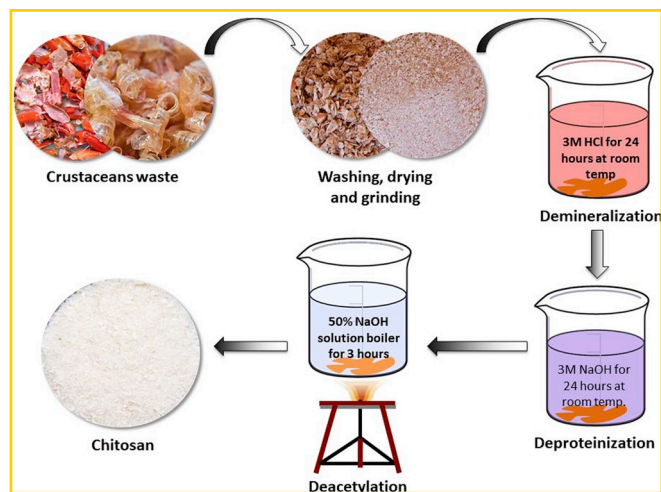 Crustaceans waste
Washing, drying
and grinding
3M HCl for 24
hours at room
temp
Demineralization
3M NaOH for
24 hours at
room temp.
Deproteinization
50% NaOH
solution boiler
for 3 hours
Deacetylation
Chitosan